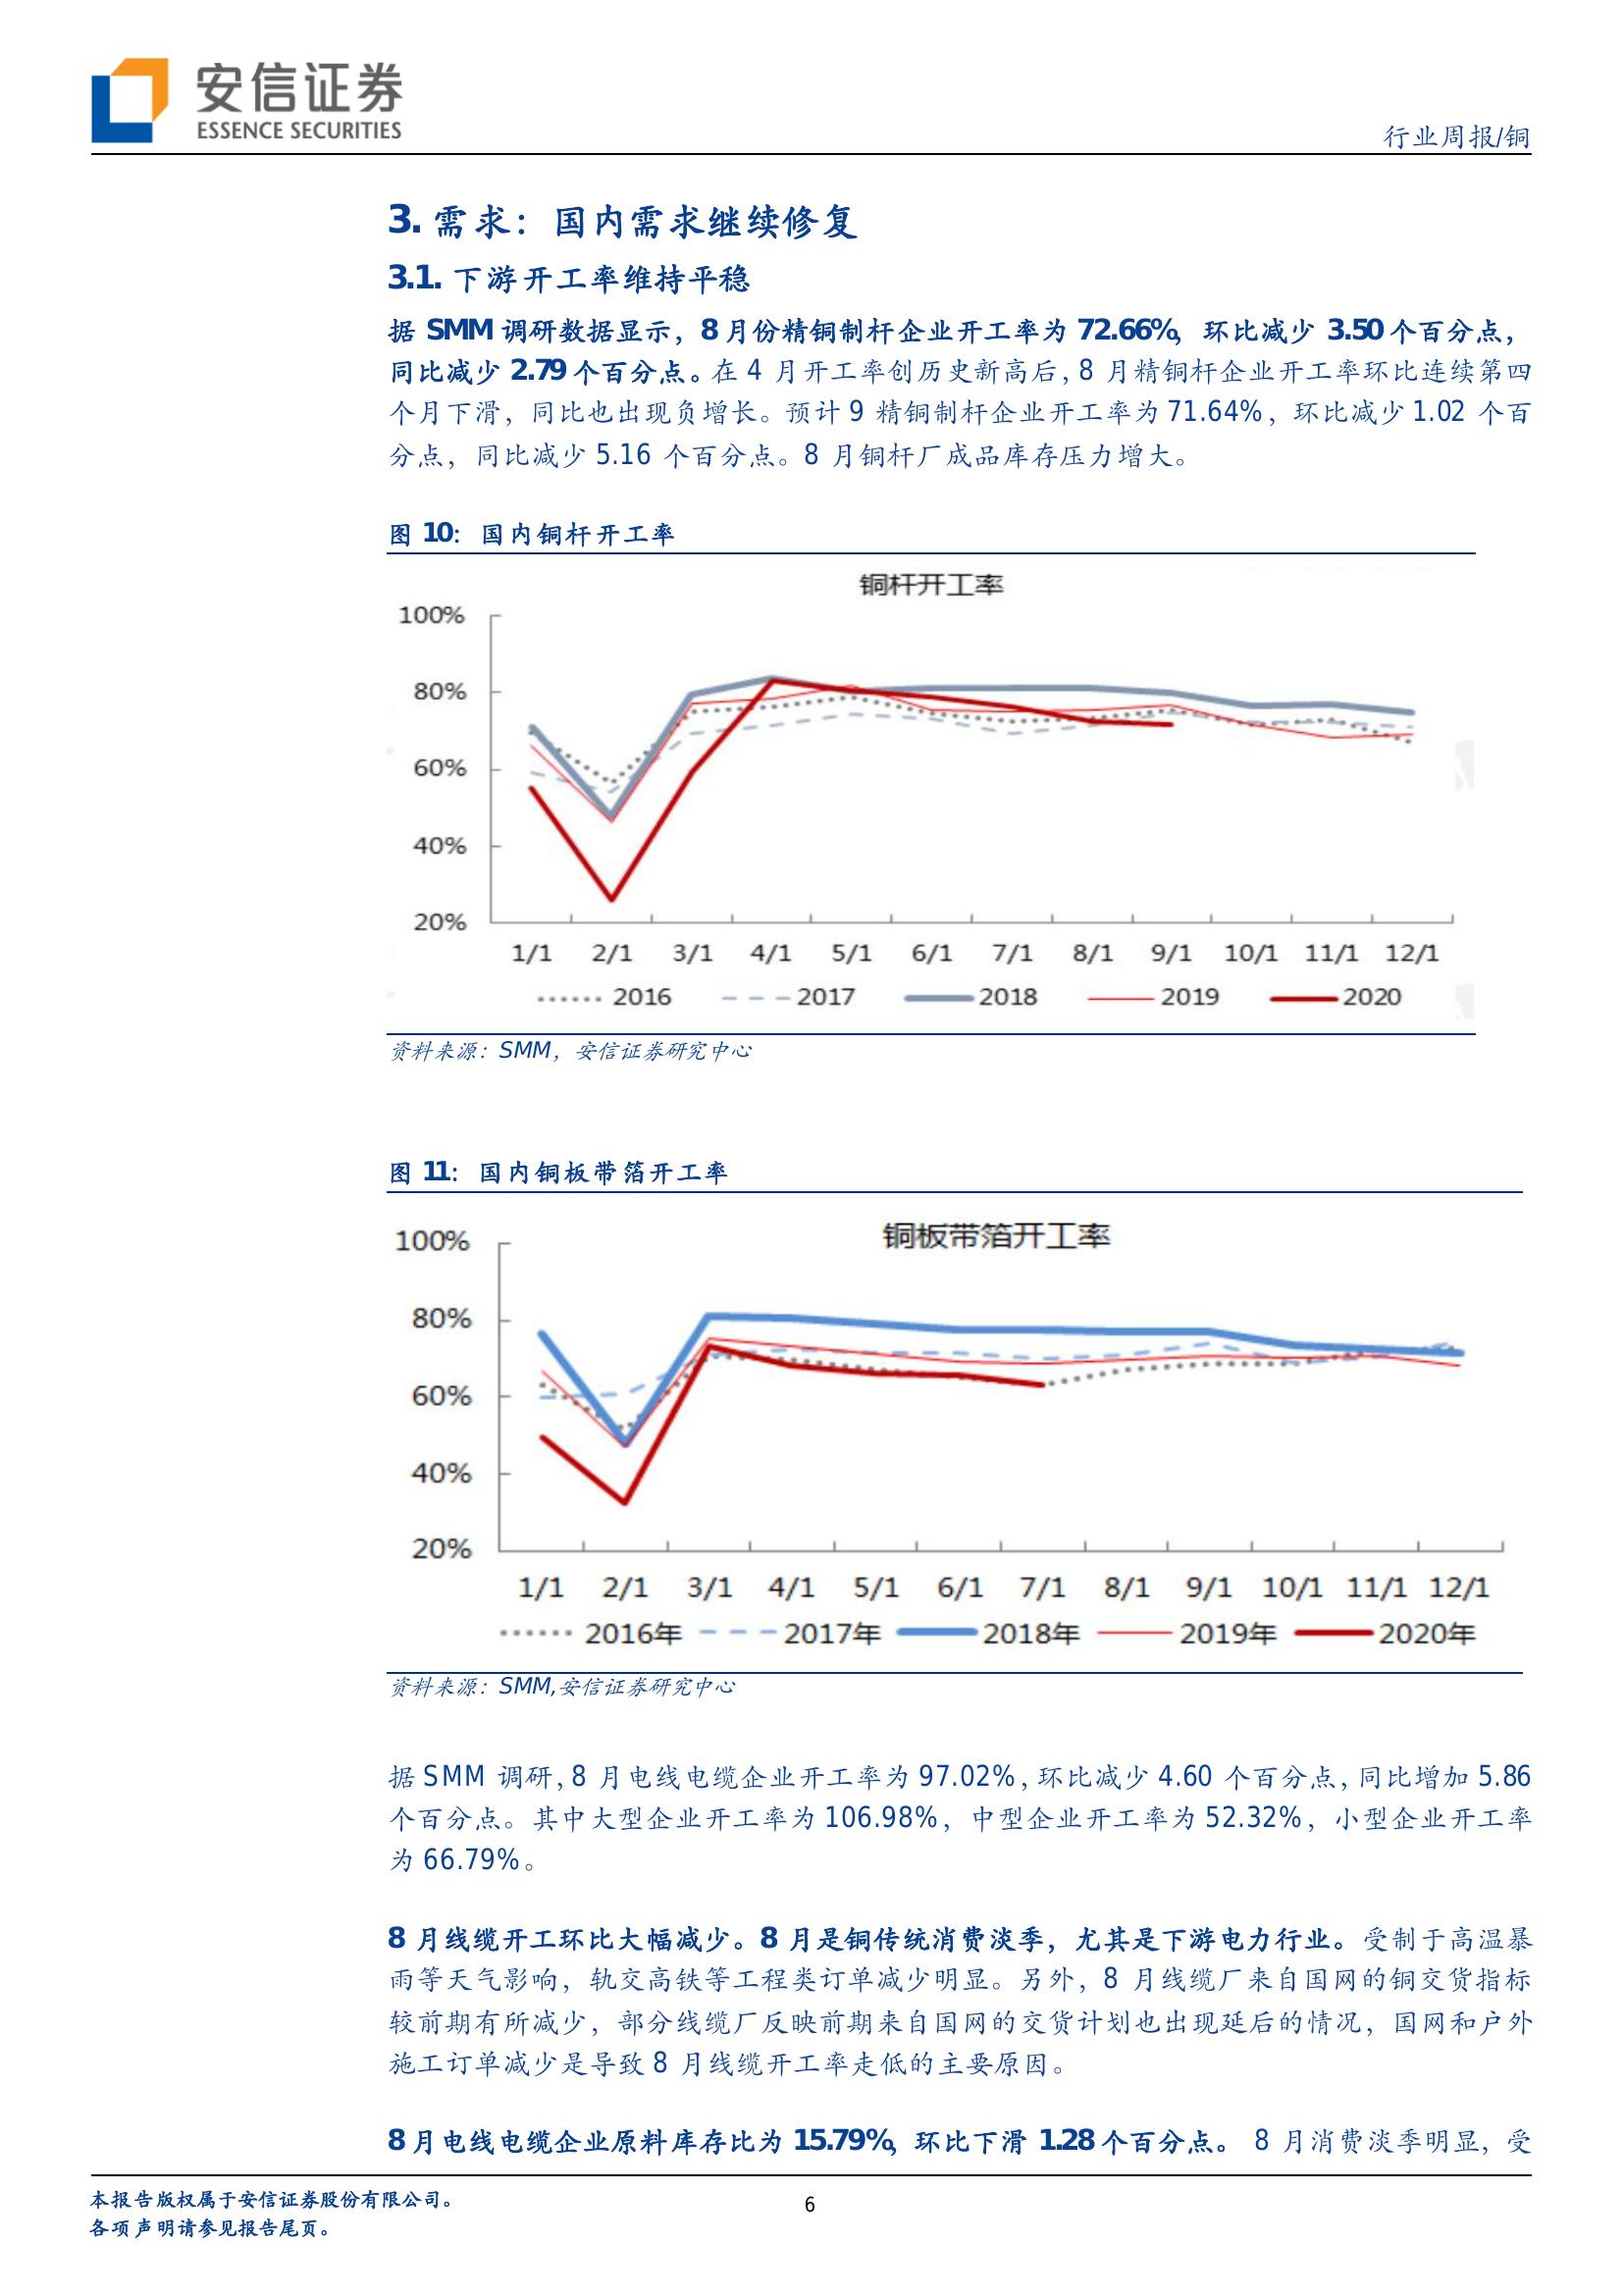 安信证券
ESSENCE SECURITIES
行业周报/铜
3. 需求：国内需求继续修复
3.1. 下游开工率维持平稳
据 SMM 调研数据显示，8 月份精铜制杆企业开工率为 72.66%，环比减少 3.50 个百分点，
同比减少 2.79 个百分点。在 4 月开工率创历史新高后，8 月精铜杆企业开工率环比连续第四
个月下滑，同比也出现负增长。预计 9 精铜制杆企业开工率为 71.64%，环比减少 1.02 个百
分点，同比减少 5.16 个百分点。8 月铜杆厂成品库存压力增大。
图 10：国内铜杆开工率
铜杆开工率
100%
80%
60%
40%
20%
1/1 2/1 3/1 4/1 5/1 6/1 7/1 8/1 9/1 10/1 11/1 12/1
2016 2017 2018 2019 2020
资料来源：SMM，安信证券研究中心
图 11：国内铜板带箔开工率
铜板带箔开工率
100%
80%
60%
40%
20%
1/1 2/1 3/1 4/1 5/1 6/1 7/1 8/1 9/1 10/1 11/1 12/1
2016年 2017年 2018年 2019年 2020年
资料来源：SMM,安信证券研究中心
据 SMM 调研，8 月电线电缆企业开工率为 97.02%，环比减少 4.60 个百分点，同比增加 5.86
个百分点。其中大型企业开工率为 106.98%，中型企业开工率为 52.32%，小型企业开工率
为 66.79%。
8 月线缆开工环比大幅减少。8 月是铜传统消费淡季，尤其是下游电力行业。受制于高温暴
雨等天气影响，轨交高铁等工程类订单减少明显。另外，8 月线缆厂来自国网的铜交货指标
较前期有所减少，部分线缆厂反映前期来自国网的交货计划也出现延后的情况，国网和户外
施工订单减少是导致 8 月线缆开工率走低的主要原因。
8 月电线电缆企业原料库存比为 15.79%，环比下滑 1.28 个百分点。 8 月消费淡季明显，受
本报告版权属于安信证券股份有限公司。
6
各项声明请参见报告尾页。